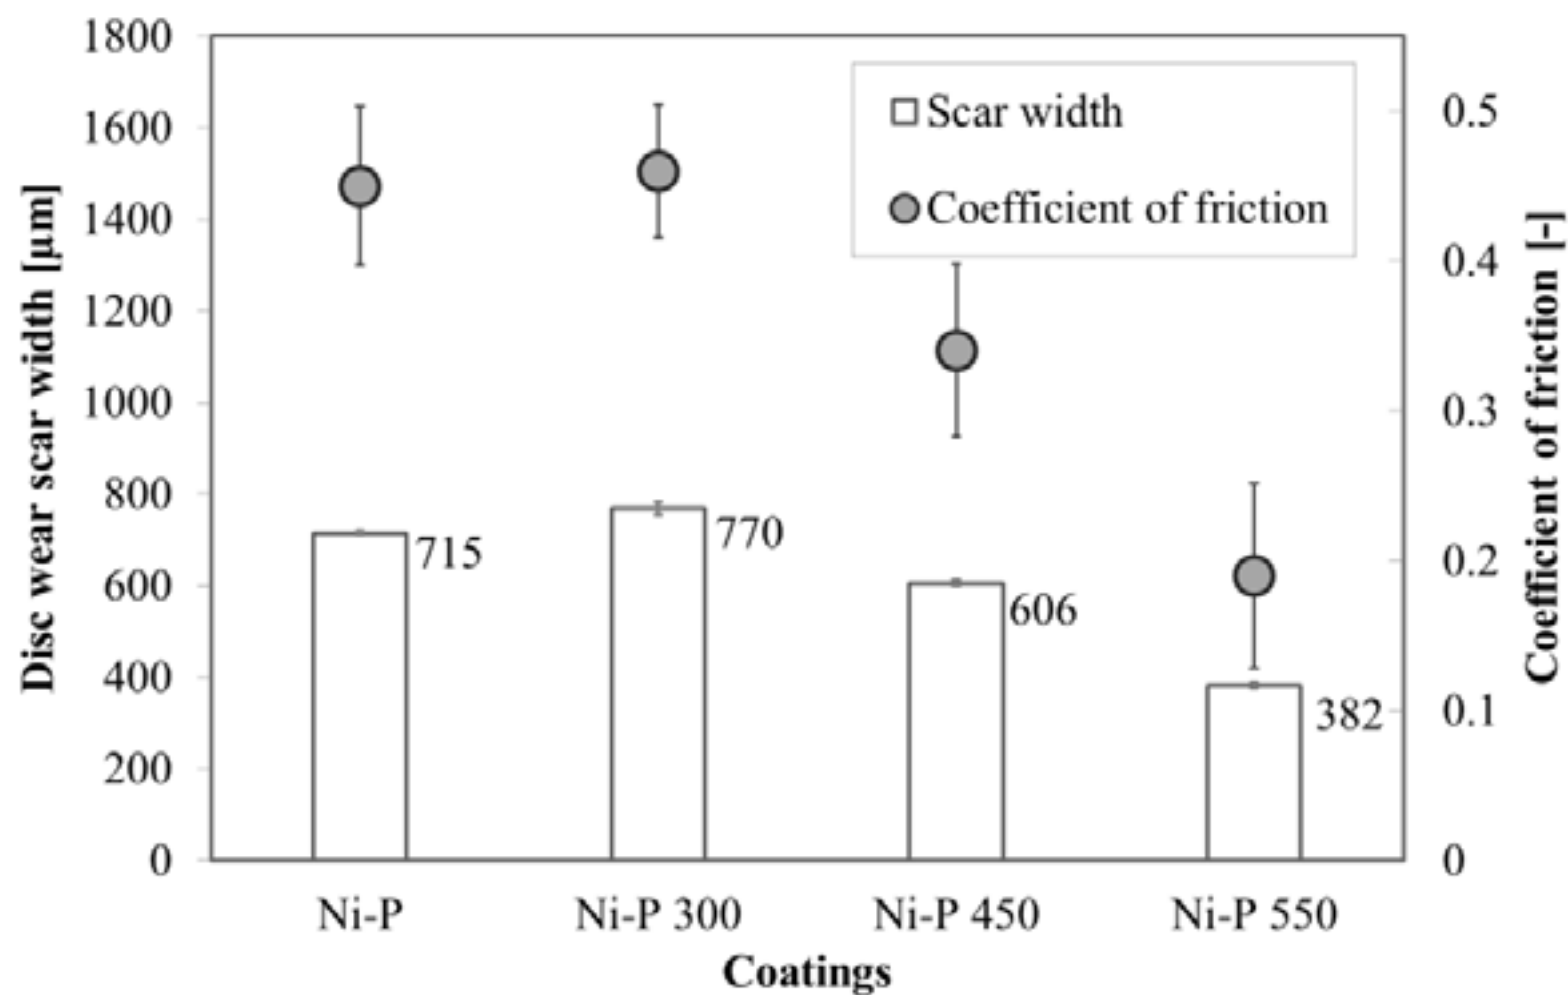 Disc wear scar width [µm]
1800
1600
1400
1200
1000
800
600
400
200
0
Scar width
Coefficient of friction
715
770
606
382
0.5
0.4
0.3
0.2
0.1
0
Coefficient of friction [-]
Ni-P
Ni-P 300
Ni-P 450
Ni-P 550
Coatings